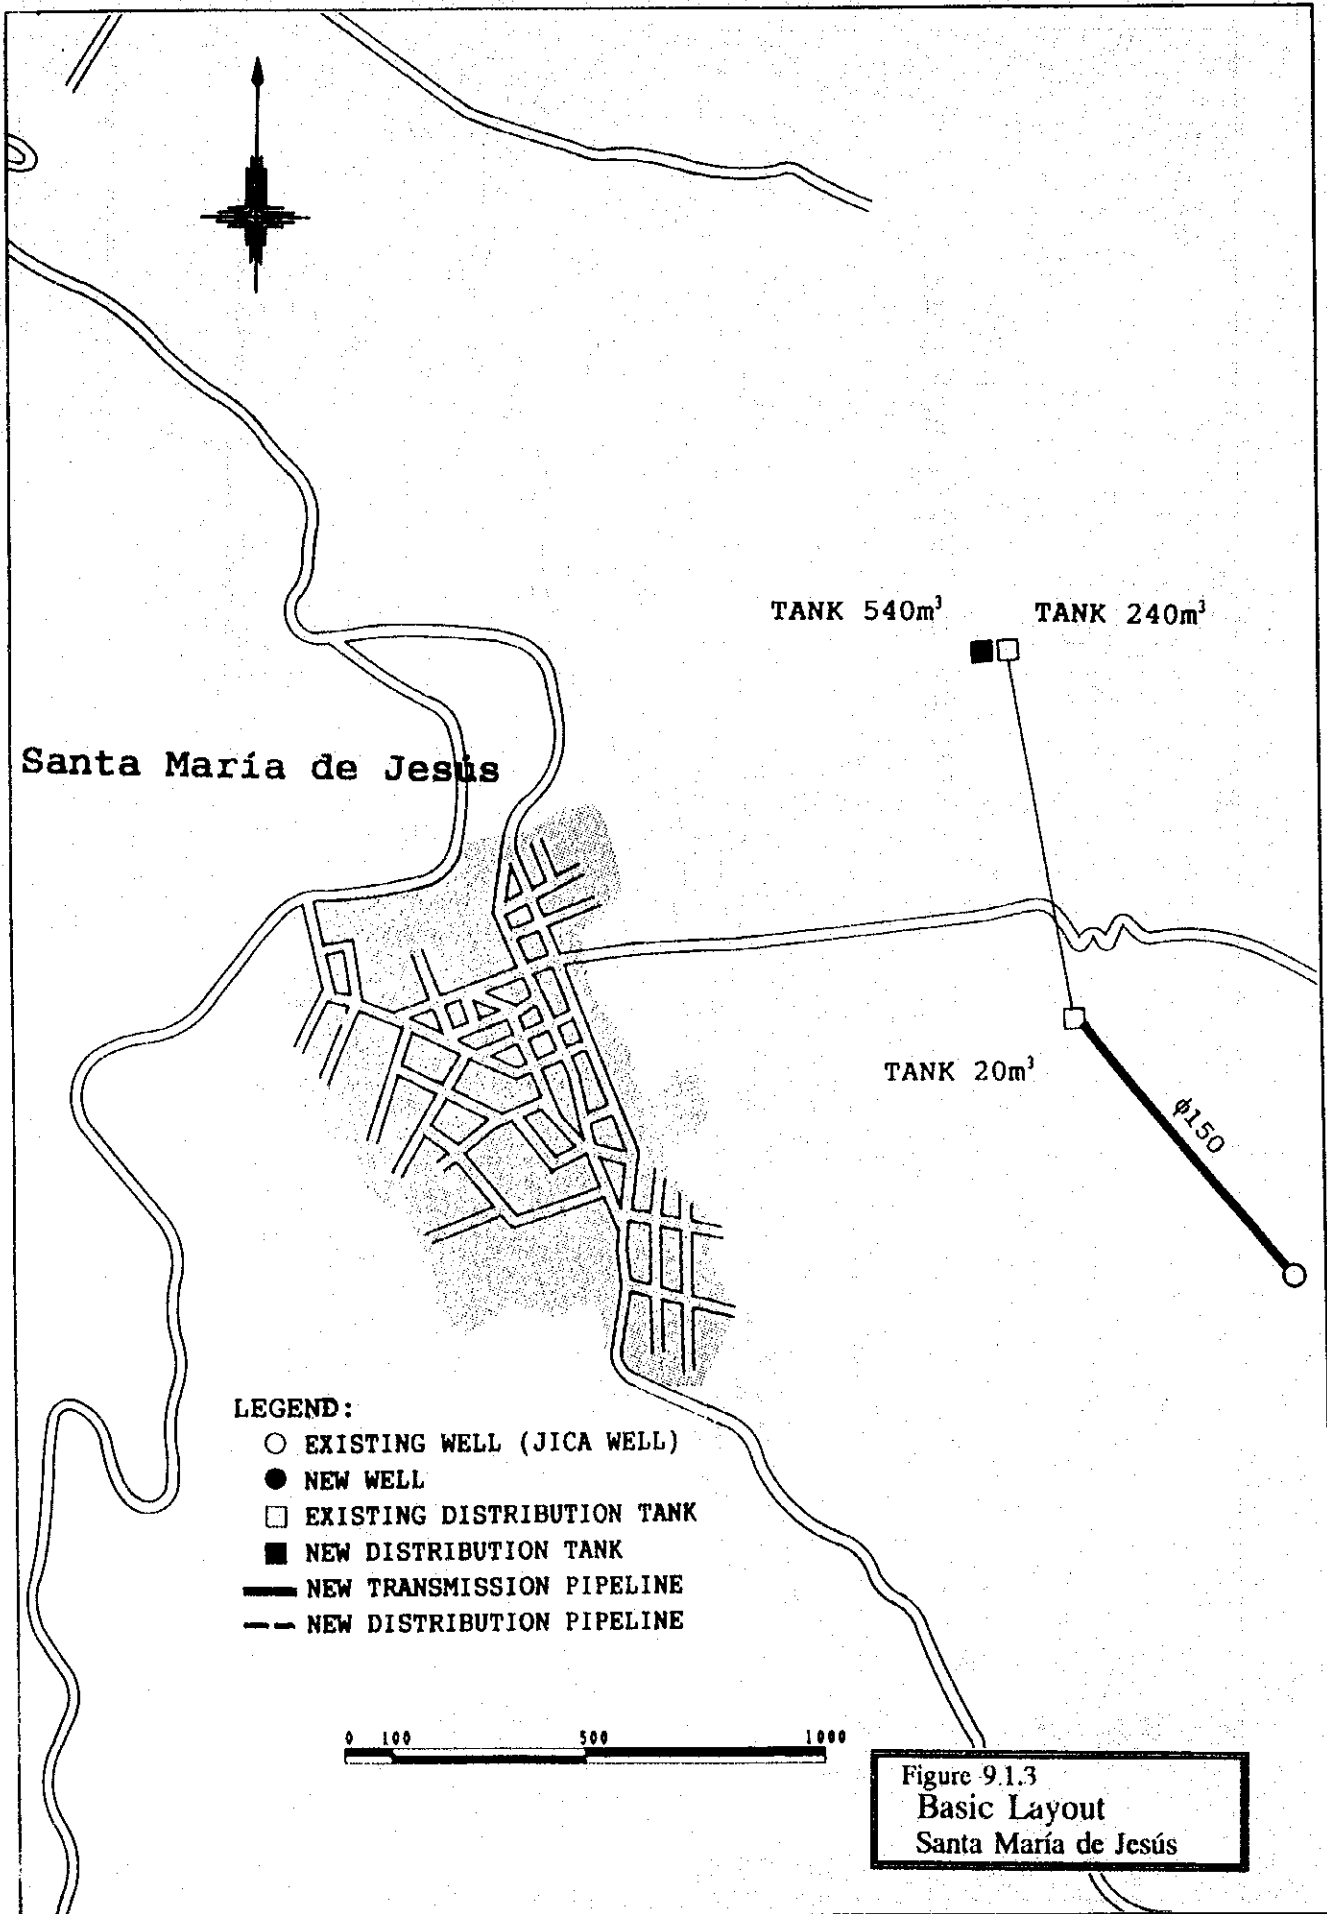 TANK 540m³
TANK 240m³
Santa María de Jesús
TANK 20m³
φ150
LEGEND:
EXISTING WELL (JICA WELL)
NEW WELL
EXISTING DISTRIBUTION TANK
NEW DISTRIBUTION TANK
NEW TRANSMISSION PIPELINE
NEW DISTRIBUTION PIPELINE
0 100 500 1000
Figure 9.1.3
Basic Layout
Santa María de Jesús